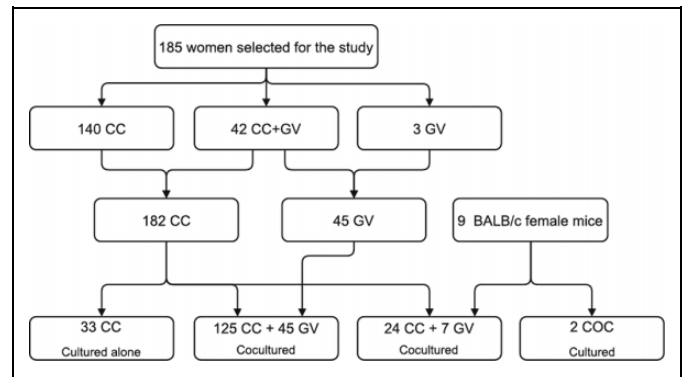 185 women selected for the study
140 CC
42 CC+GV
3 GV
182 CC
45 GV
9 BALB/c female mice
33 CC
Cultured alone
125 CC + 45 GV
Cocultured
24 CC + 7 GV
Cocultured
2 COC
Cultured